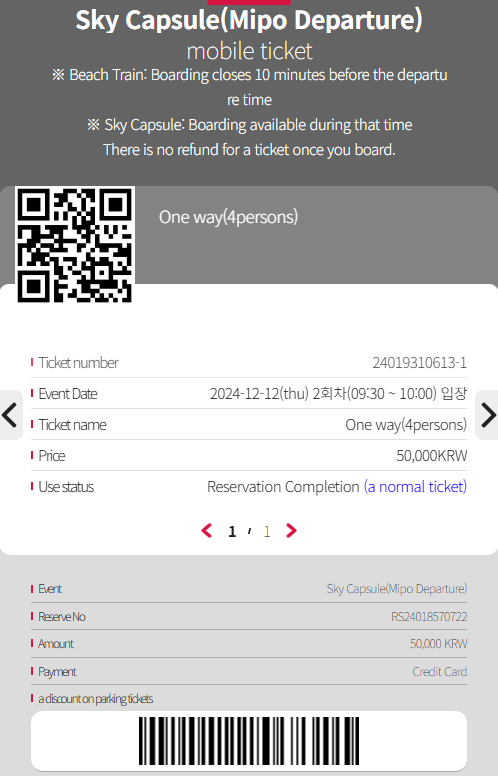 Sky Capsule(Mipo Departure)
mobile ticket
※ Beach Train: Boarding closes 10 minutes before the departu
re time
※ Sky Capsule: Boarding available during that time
There is no refund for a ticket once you board.
One way(4persons)
Ticket number 24019310613-1
Event Date 2024-12-12(thu) 2회차(09:30 ~ 10:00) 입장
Ticket name One way(4persons)
Price 50,000KRW
Use status Reservation Completion (a normal ticket)
1 / 1
Event Sky Capsule(Mipo Departure)
Reserve No RS24018570722
Amount 50,000 KRW
Payment Credit Card
a discount on parking tickets